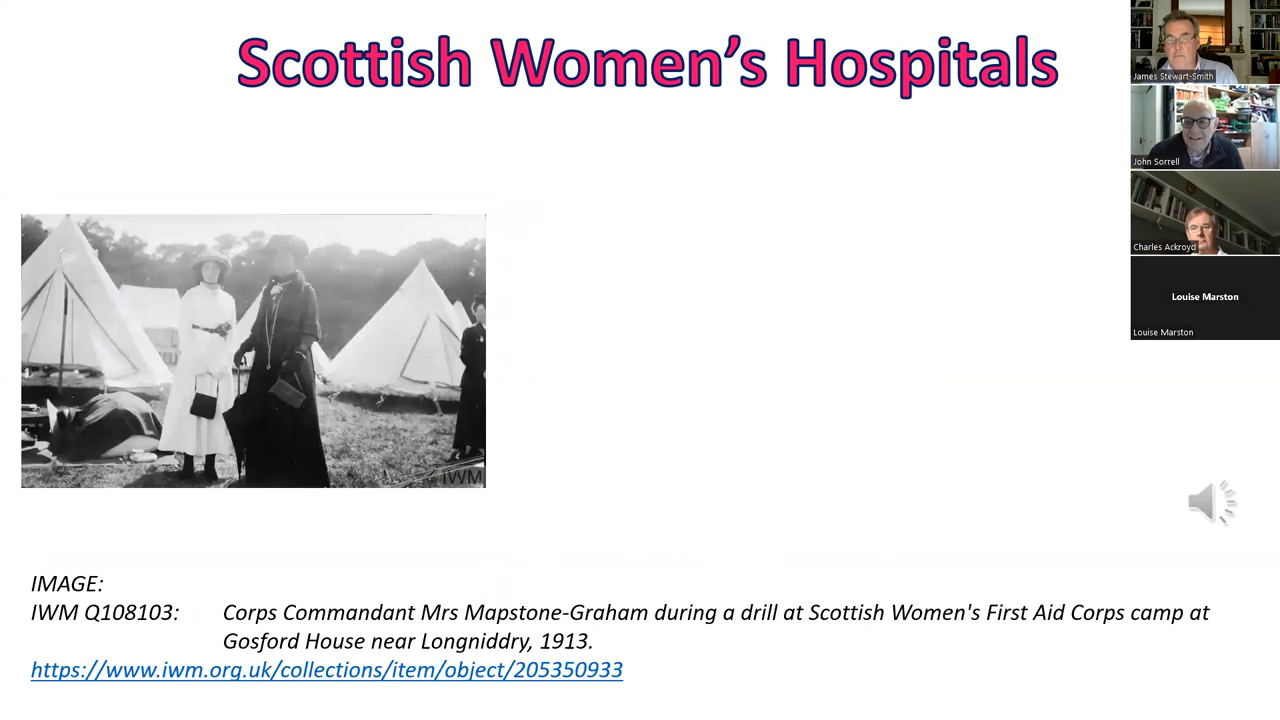 Scottish Women's Hospitals
James Stewart-Smith
John Sorrell
Charles Ackroyd
Louise Marston
Louise Marston
IWM
IMAGE:
IWM Q108103: Corps Commandant Mrs Mapstone-Graham during a drill at Scottish Women's First Aid Corps camp at
Gosford House near Longniddry, 1913.
https://www.iwm.org.uk/collections/item/object/205350933